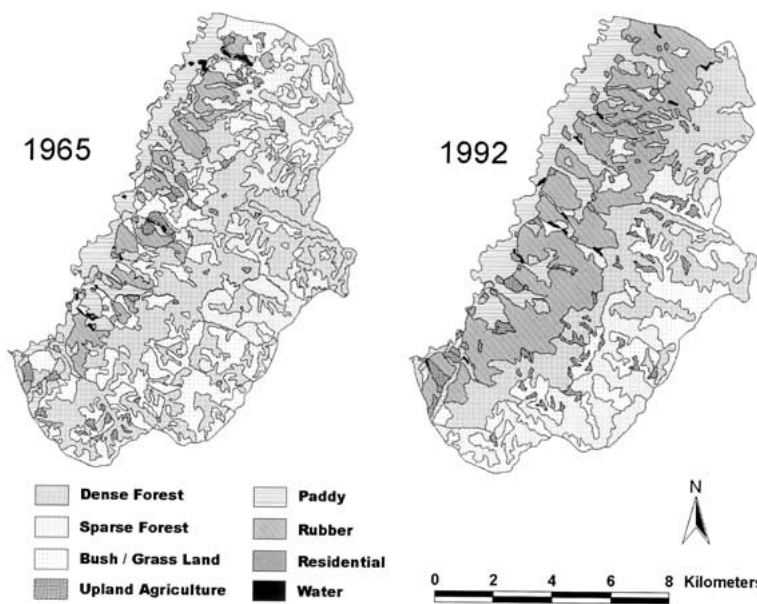 1965
1992
Dense Forest
Sparse Forest
Bush / Grass Land
Upland Agriculture
Paddy
Rubber
Residential
Water
N
0 2 4 6 8 Kilometers